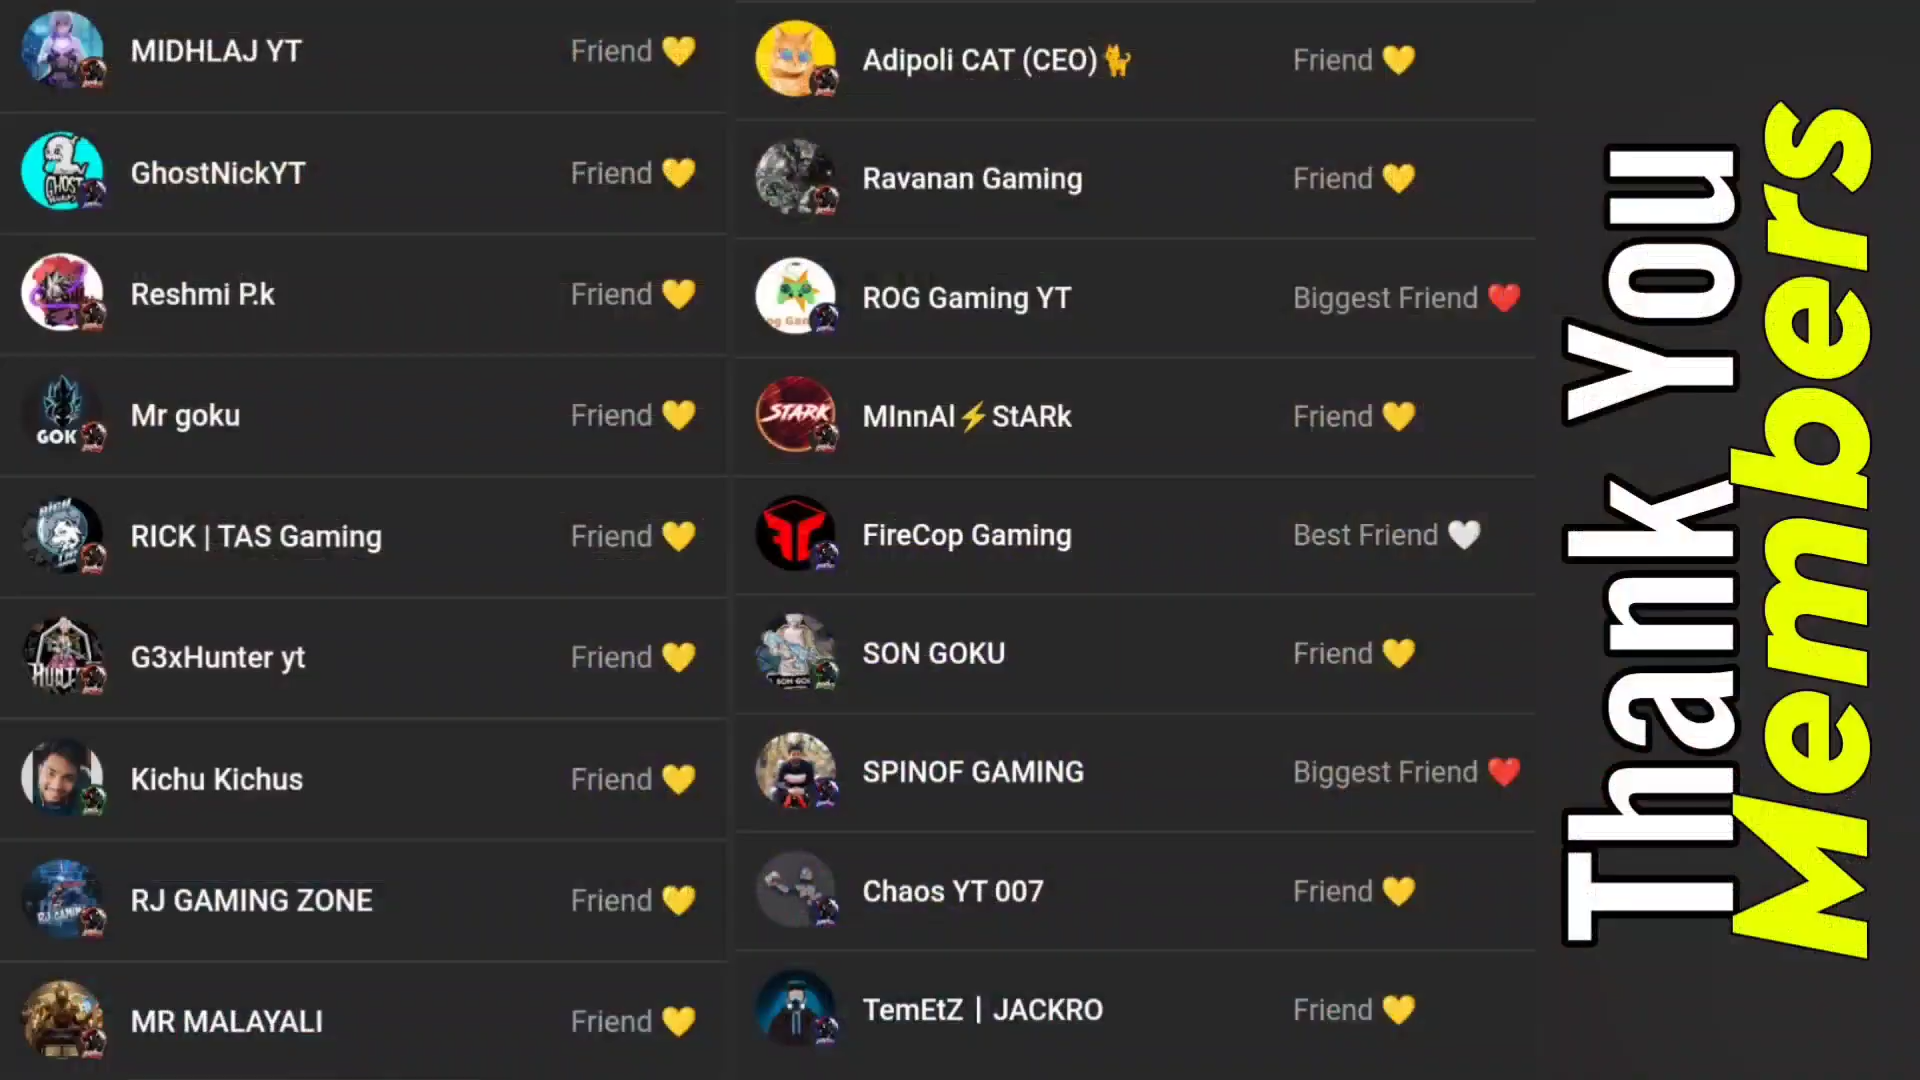 MIDHLAJ YT Friend 💛
GhostNickYT Friend 💛
Reshmi P.k Friend 💛
Mr goku Friend 💛
GOK
RICK | TAS Gaming Friend 💛
G3xHunter yt Friend 💛
Kichu Kichus Friend 💛
RJ GAMING ZONE Friend 💛
MR MALAYALI Friend 💛
Adipoli CAT (CEO)🐈 Friend 💛
Ravanan Gaming Friend 💛
ROG Gaming YT Biggest Friend ❤️
MInnAl⚡StARk Friend 💛
STARK
FireCop Gaming Best Friend 🤍
SON GOKU Friend 💛
SPINOF GAMING Biggest Friend ❤️
Chaos YT 007 Friend 💛
TemEtZ | JACKRO Friend 💛
Thank You
Members